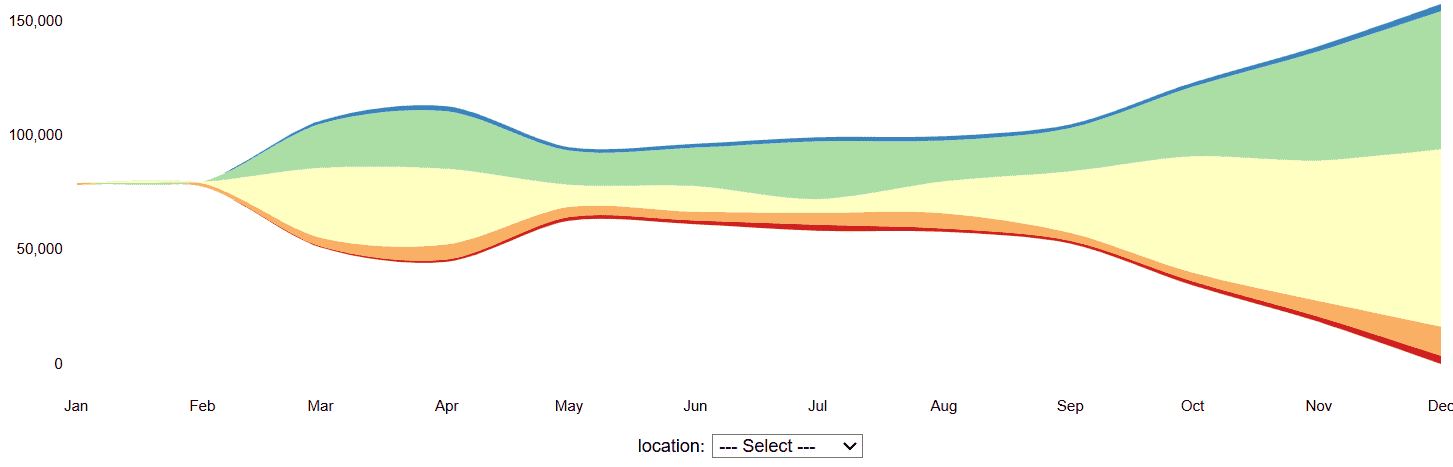 150,000
100,000
50,000
0
Jan Feb Mar Apr May Jun Jul Aug Sep Oct Nov Dec
location: --- Select ---